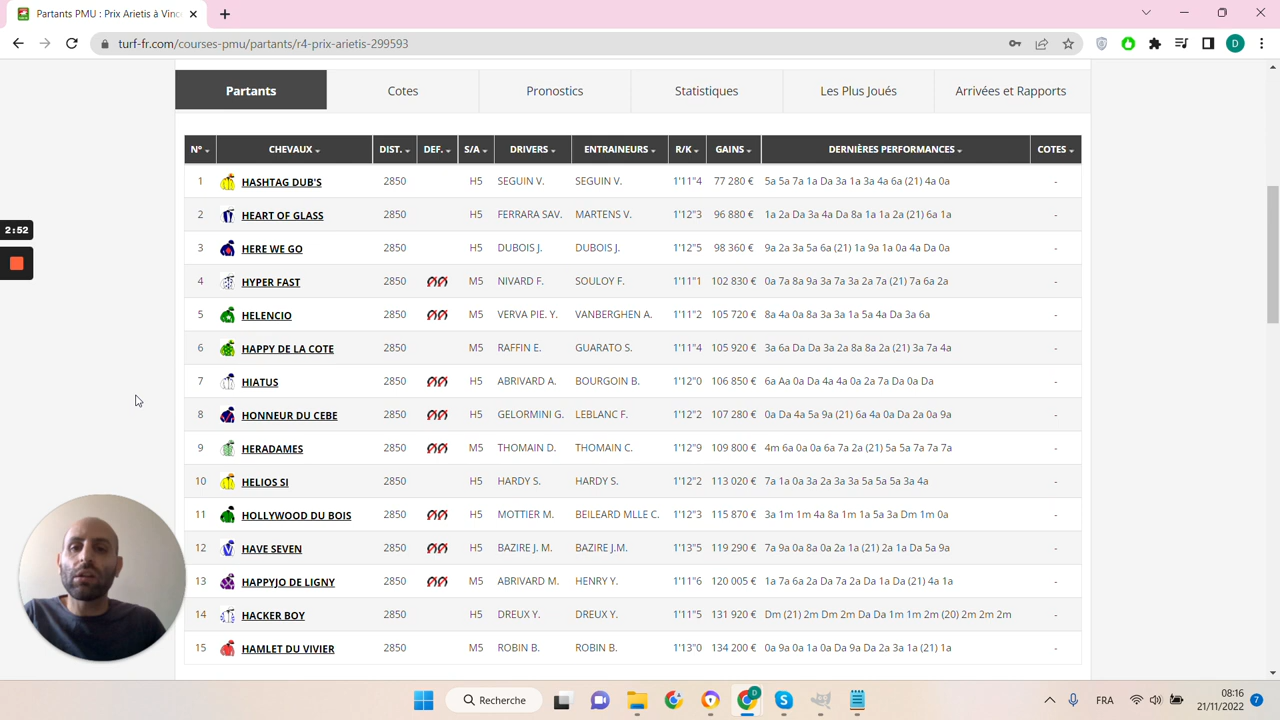 Partants PMU : Prix Arietis à Vinc
turf-fr.com/courses-pmu/partants/r4-prix-arietis-299593
D
Partants Cotes Pronostics Statistiques Les Plus Joués Arrivées et Rapports
N° CHEVAUX DIST. DEF. S/A DRIVERS ENTRAINEURS R/K GAINS DERNIÈRES PERFORMANCES COTES
1 HASHTAG DUB'S 2850 H5 SEGUIN V. SEGUIN V. 1'11"4 77 280 € 5a 5a 7a 1a Da 3a 1a 3a 4a 6a (21) 4a 0a -
2 HEART OF GLASS 2850 H5 FERRARA SAV. MARTENS V. 1'12"3 96 880 € 1a 2a Da 3a 4a Da 8a 1a 1a 2a (21) 6a 1a -
2:52
3 HERE WE GO 2850 H5 DUBOIS J. DUBOIS J. 1'12"5 98 360 € 9a 2a 3a 5a 6a (21) 1a 9a 1a 0a 4a Da 0a -
4 HYPER FAST 2850 M5 NIVARD F. SOULOY F. 1'11"1 102 830 € 0a 7a 8a 9a 3a 7a 3a 2a 7a (21) 7a 6a 2a -
5 HELENCIO 2850 M5 VERVA PIE. Y. VANBERGHEN A. 1'11"2 105 720 € 8a 4a 0a 8a 3a 3a 1a 5a 4a Da 3a 6a -
6 HAPPY DE LA COTE 2850 M5 RAFFIN E. GUARATO S. 1'11"4 105 920 € 3a 6a Da Da 3a 2a 8a 8a 2a (21) 3a 7a 4a -
7 HIATUS 2850 H5 ABRIVARD A. BOURGOIN B. 1'12"0 106 850 € 6a Aa 0a Da 4a 4a 0a 2a 7a Da 0a Da -
8 HONNEUR DU CEBE 2850 H5 GELORMINI G. LEBLANC F. 1'12"2 107 280 € 0a Da 4a 5a 9a (21) 6a 4a 0a Da 2a 0a 9a -
9 HERADAMES 2850 M5 THOMAIN D. THOMAIN C. 1'12"9 109 800 € 4m 6a 0a 0a 6a 7a 2a (21) 5a 5a 7a 7a 7a -
10 HELIOS SI 2850 H5 HARDY S. HARDY S. 1'12"2 113 020 € 7a 1a 0a 3a 2a 3a 3a 5a 5a 5a 3a 4a -
11 HOLLYWOOD DU BOIS 2850 H5 MOTTIER M. BEILEARD MLLE C. 1'12"3 115 870 € 3a 1m 1m 4a 8a 1m 1a 5a 3a Dm 1m 0a -
12 HAVE SEVEN 2850 H5 BAZIRE J. M. BAZIRE J.M. 1'13"5 119 290 € 7a 9a 0a 8a 0a 2a 1a (21) 2a 1a Da 5a 9a -
13 HAPPYJO DE LIGNY 2850 M5 ABRIVARD M. HENRY Y. 1'11"6 120 005 € 1a 7a 6a 2a Da 7a 2a Da 1a Da (21) 4a 1a -
14 HACKER BOY 2850 H5 DREUX Y. DREUX Y. 1'11"5 131 920 € Dm (21) 2m Dm 2m Da Da 1m 1m 2m (20) 2m 2m 2m -
15 HAMLET DU VIVIER 2850 M5 ROBIN B. ROBIN B. 1'13"0 134 200 € 0a 9a 0a 1a 0a Da 9a Da 2a 3a 1a (21) 1a -
Recherche D FRA 08:16
21/11/2022 7